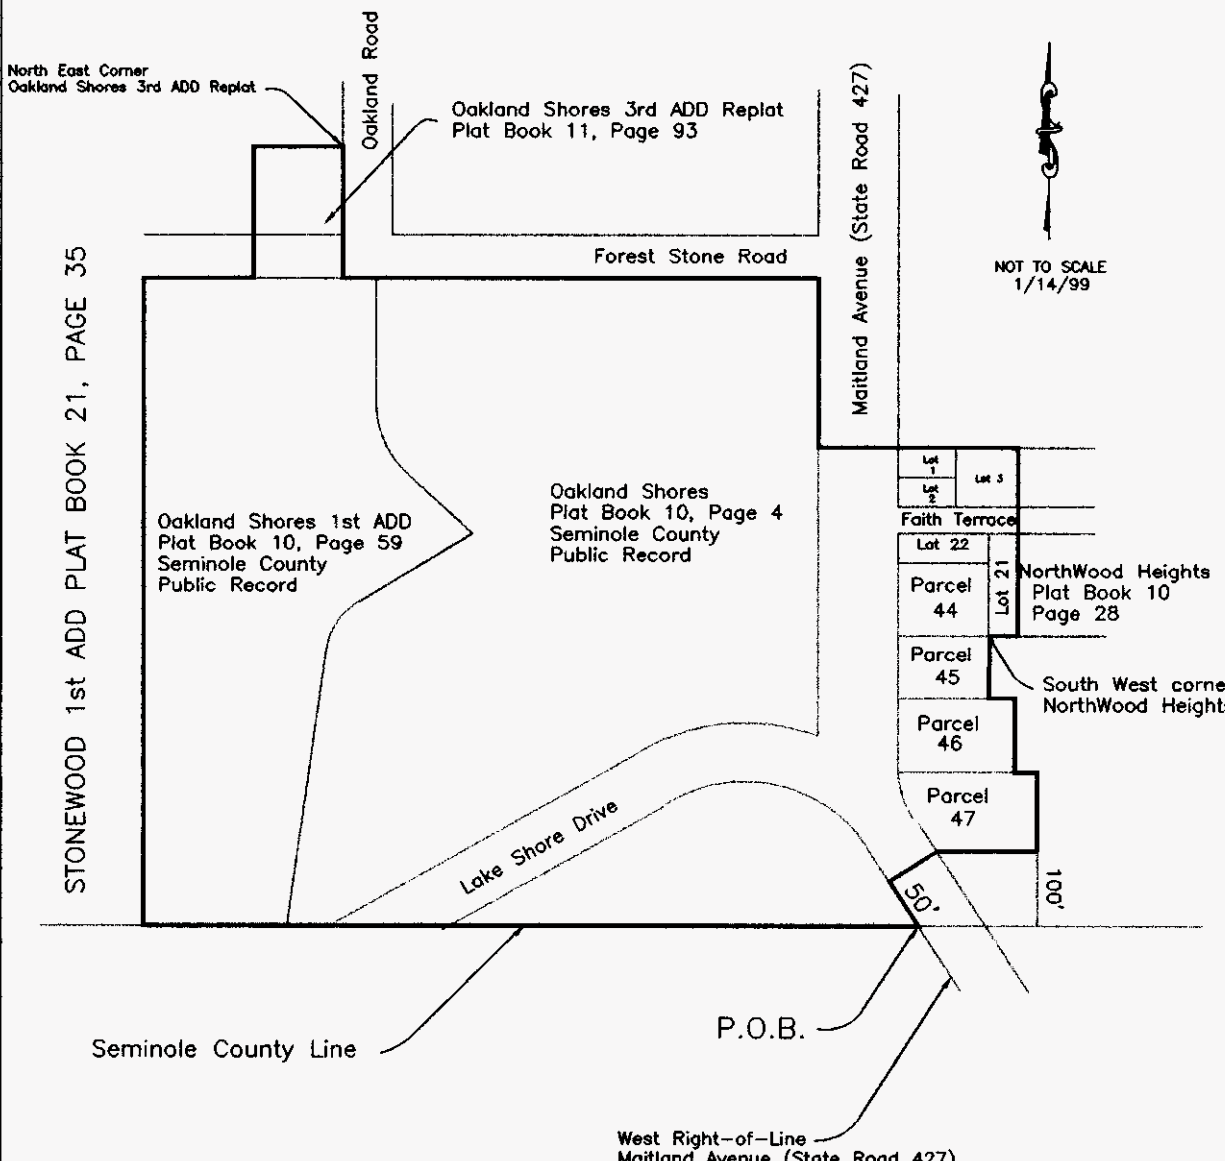 North East Corner
Oakland Shores 3rd ADD Replat
Oakland Road
Oakland Shores 3rd ADD Replat
Plat Book 11, Page 93
Maitland Avenue (State Road 427)
NOT TO SCALE
1/14/99
Forest Stone Road
STONEWOOD 1st ADD PLAT BOOK 21, PAGE 35
Oakland Shores 1st ADD
Plat Book 10, Page 59
Seminole County
Public Record
Oakland Shores
Plat Book 10, Page 4
Seminole County
Public Record
Lot
1
Lot
2
Lot 3
Faith Terrace
Lot 22
Lot 21
Parcel
44
NorthWood Heights
Plat Book 10
Page 28
Parcel
45
South West corne
NorthWood Heights
Parcel
46
Parcel
47
Lake Shore Drive
50'
100'
P.O.B.
Seminole County Line
West Right-of-Line
Maitland Avenue (State Road 427)